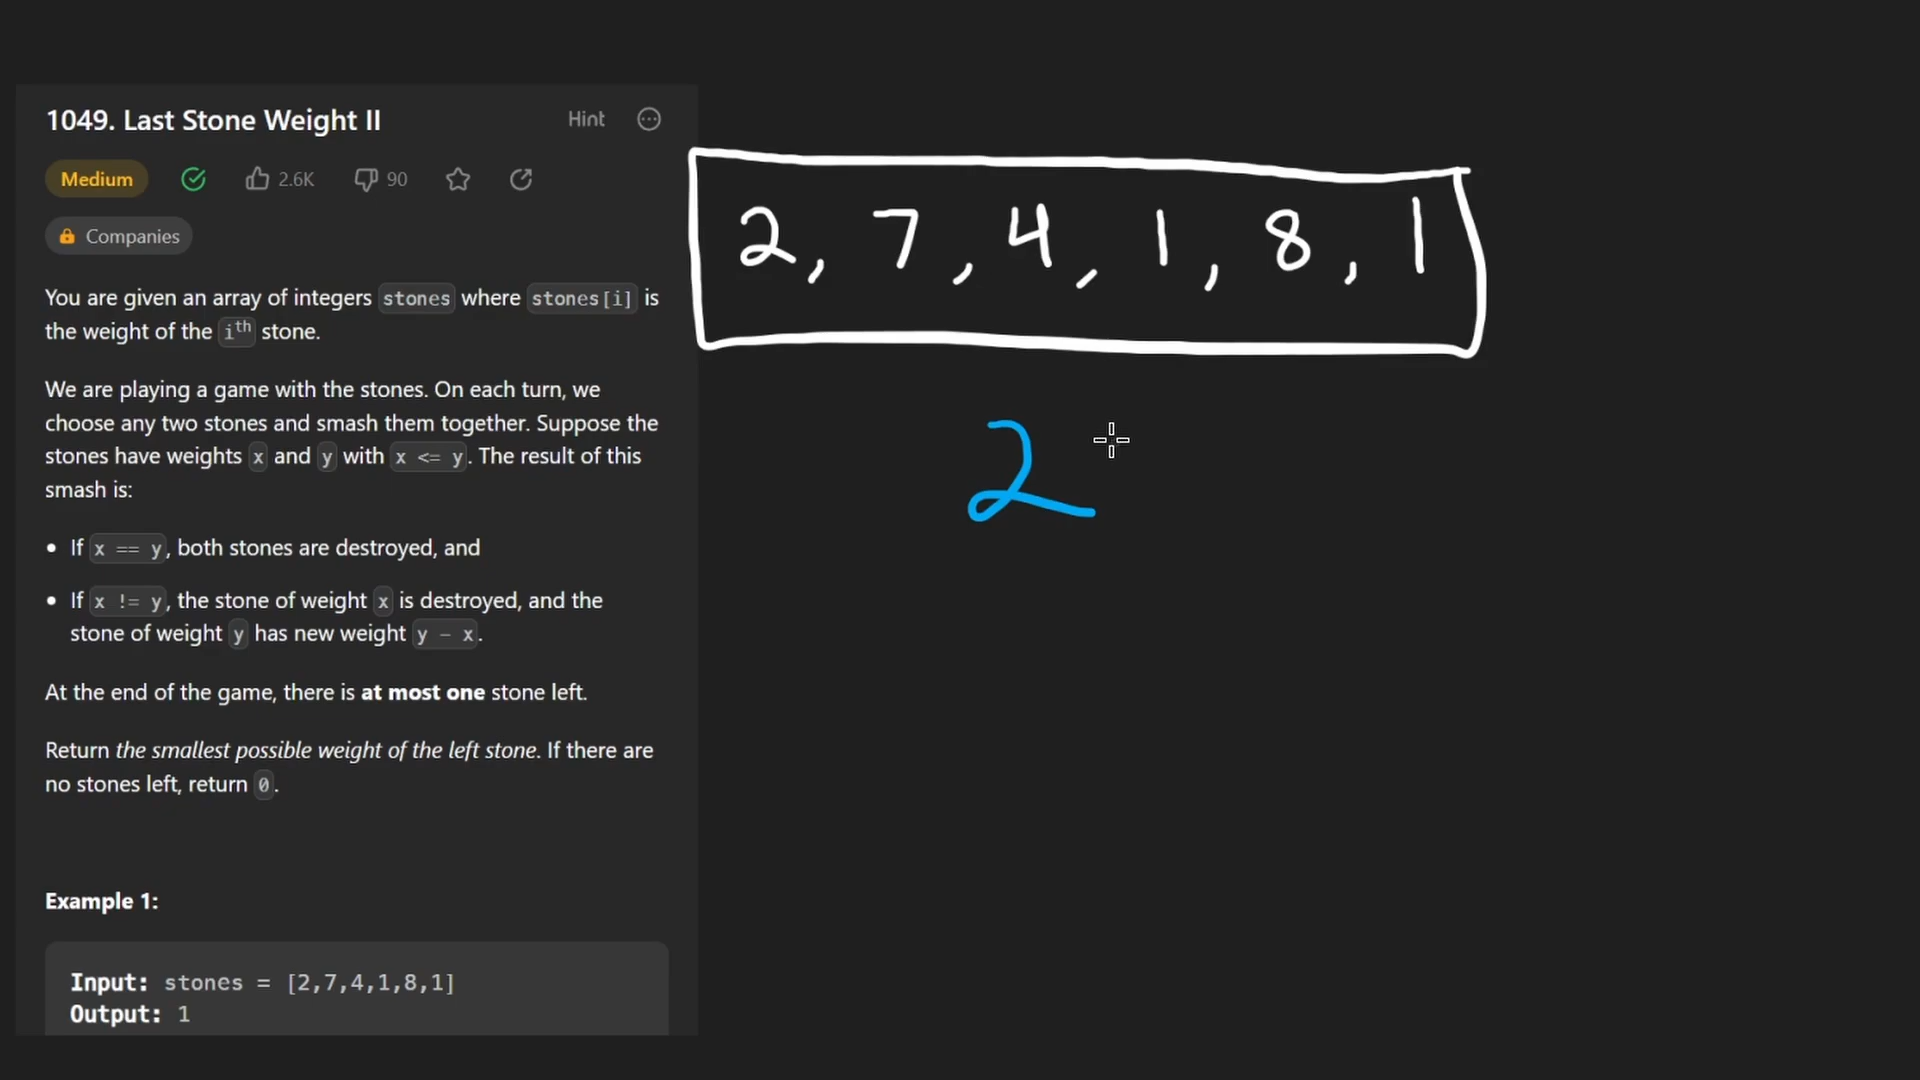 1049. Last Stone Weight II
Hint
Medium
2.6K
90
Companies
You are given an array of integers stones where stones[i] is
the weight of the ith stone.
We are playing a game with the stones. On each turn, we
choose any two stones and smash them together. Suppose the
stones have weights x and y with x <= y. The result of this
smash is:
• If x == y, both stones are destroyed, and
• If x != y, the stone of weight x is destroyed, and the
stone of weight y has new weight y - x.
At the end of the game, there is at most one stone left.
Return the smallest possible weight of the left stone. If there are
no stones left, return 0.
Example 1:
Input: stones = [2,7,4,1,8,1]
Output: 1
2, 7, 4, 1, 8, 1
2